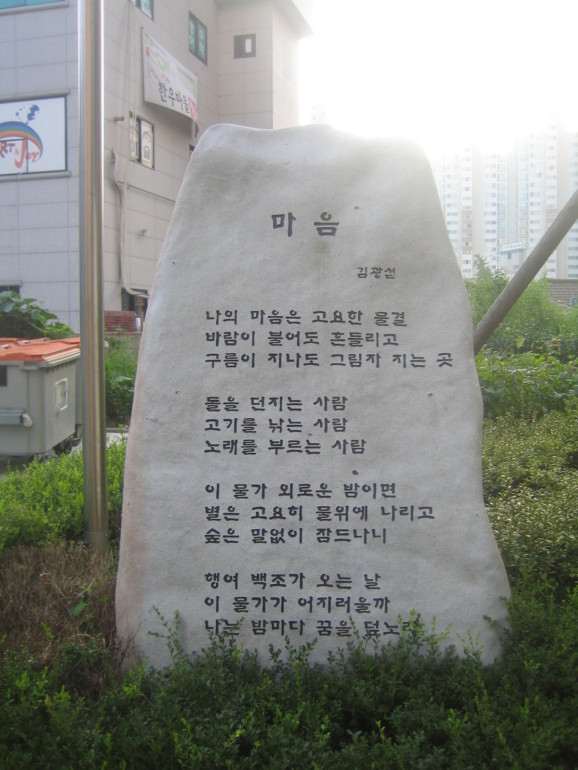 한우마을
마음
김광섭
나의 마음은 고요한 물결
바람이 불어도 흔들리고
구름이 지나도 그림자 지는 곳
돌을 던지는 사람
고기를 낚는 사람
노래를 부르는 사람
이 물가 외로운 밤이면
별은 고요히 물위에 나리고
숲은 말없이 잠드나니
행여 백조가 오는 날
이 물가가 어지러울까
나는 밤마다 꿈을 덮노라